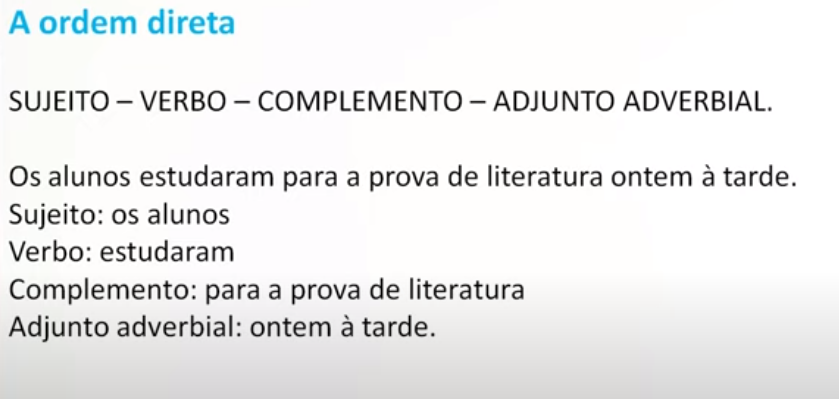 A ordem direta
SUJEITO – VERBO – COMPLEMENTO – ADJUNTO ADVERBIAL.
Os alunos estudaram para a prova de literatura ontem à tarde.
Sujeito: os alunos
Verbo: estudaram
Complemento: para a prova de literatura
Adjunto adverbial: ontem à tarde.